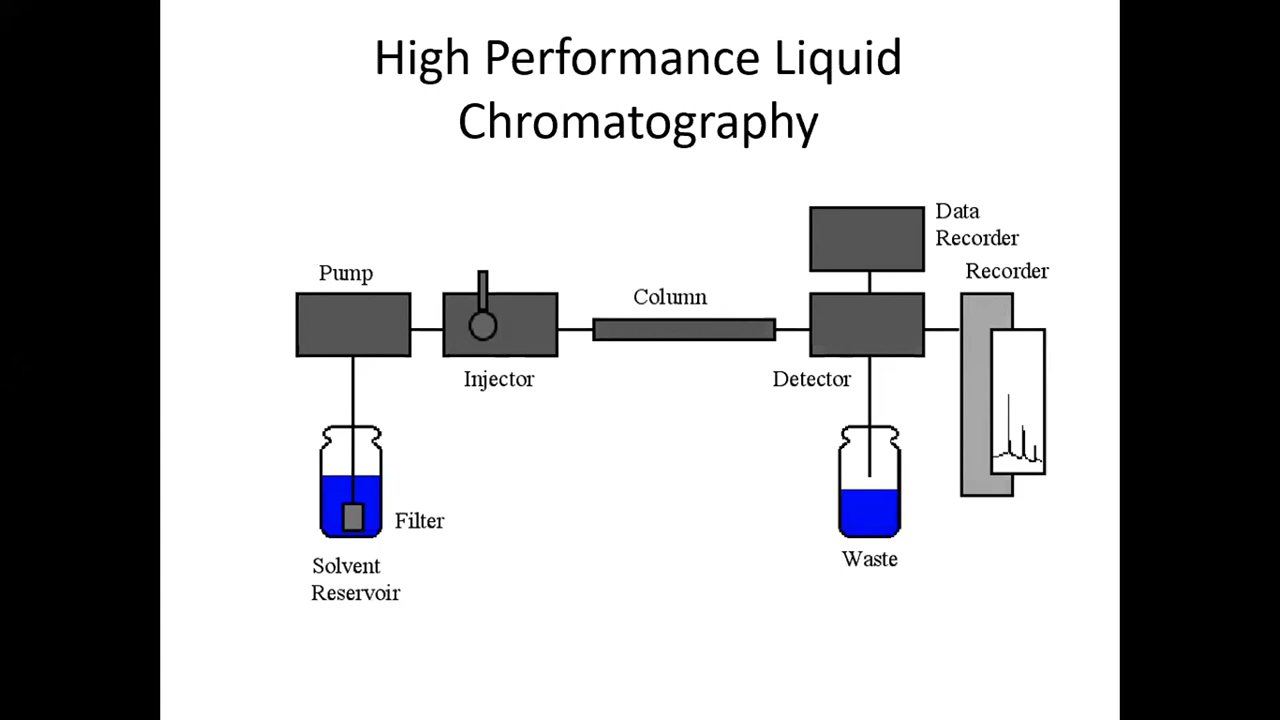 High Performance Liquid
Chromatography
Data
Recorder
Recorder
Pump
Column
Injector
Detector
Filter
Solvent
Reservoir
Waste